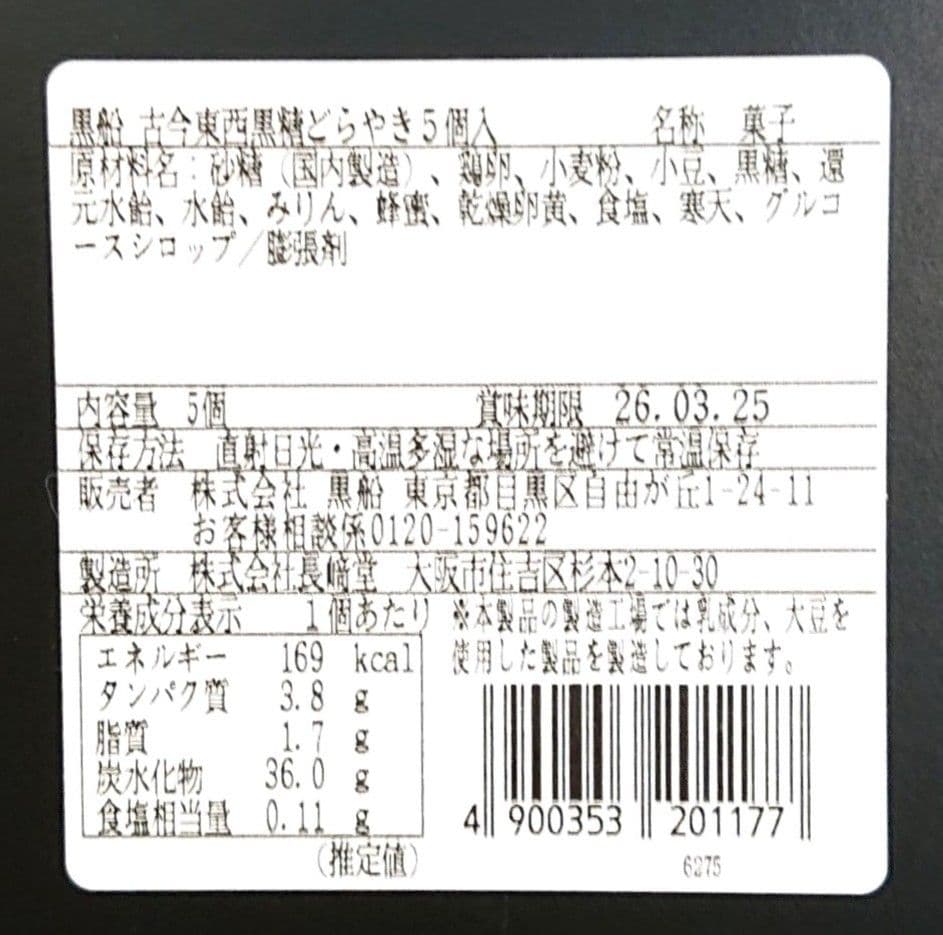 黒船 古今東西黒糖どらやき5個入 名称 菓子
原材料名：砂糖（国内製造）、鶏卵、小麦粉、小豆、黒糖、還
元水飴、水飴、みりん、蜂蜜、乾燥卵黄、食塩、寒天、グルコ
ースシロップ／膨張剤
内容量 5個 賞味期限 26.03.25
保存方法 直射日光・高温多湿な場所を避けて常温保存
販売者 株式会社 黒船 東京都目黒区自由が丘1-24-11
お客様相談係0120-159622
製造所 株式会社長﨑堂 大阪市住吉区杉本2-10-30
栄養成分表示 1個あたり
エネルギー 169 kcal
タンパク質 3.8 g
脂質 1.7 g
炭水化物 36.0 g
食塩相当量 0.11 g
（推定値）
※本製品の製造工場では乳成分、大豆を
使用した製品を製造しております。
4 900353 201177
6275